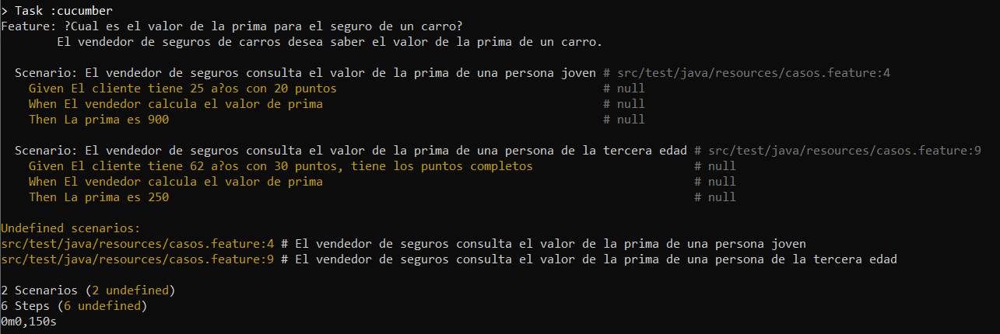 > Task :cucumber
Feature: ?Cual es el valor de la prima para el seguro de un carro?
El vendedor de seguros de carros desea saber el valor de la prima de un carro.
Scenario: El vendedor de seguros consulta el valor de la prima de una persona joven # src/test/java/resources/casos.feature:4
Given El cliente tiene 25 a?os con 20 puntos # null
When El vendedor calcula el valor de prima # null
Then La prima es 900 # null
Scenario: El vendedor de seguros consulta el valor de la prima de una persona de la tercera edad # src/test/java/resources/casos.feature:9
Given El cliente tiene 62 a?os con 30 puntos, tiene los puntos completos # null
When El vendedor calcula el valor de prima # null
Then La prima es 250 # null
Undefined scenarios:
src/test/java/resources/casos.feature:4 # El vendedor de seguros consulta el valor de la prima de una persona joven
src/test/java/resources/casos.feature:9 # El vendedor de seguros consulta el valor de la prima de una persona de la tercera edad
2 Scenarios (2 undefined)
6 Steps (6 undefined)
0m0,150s